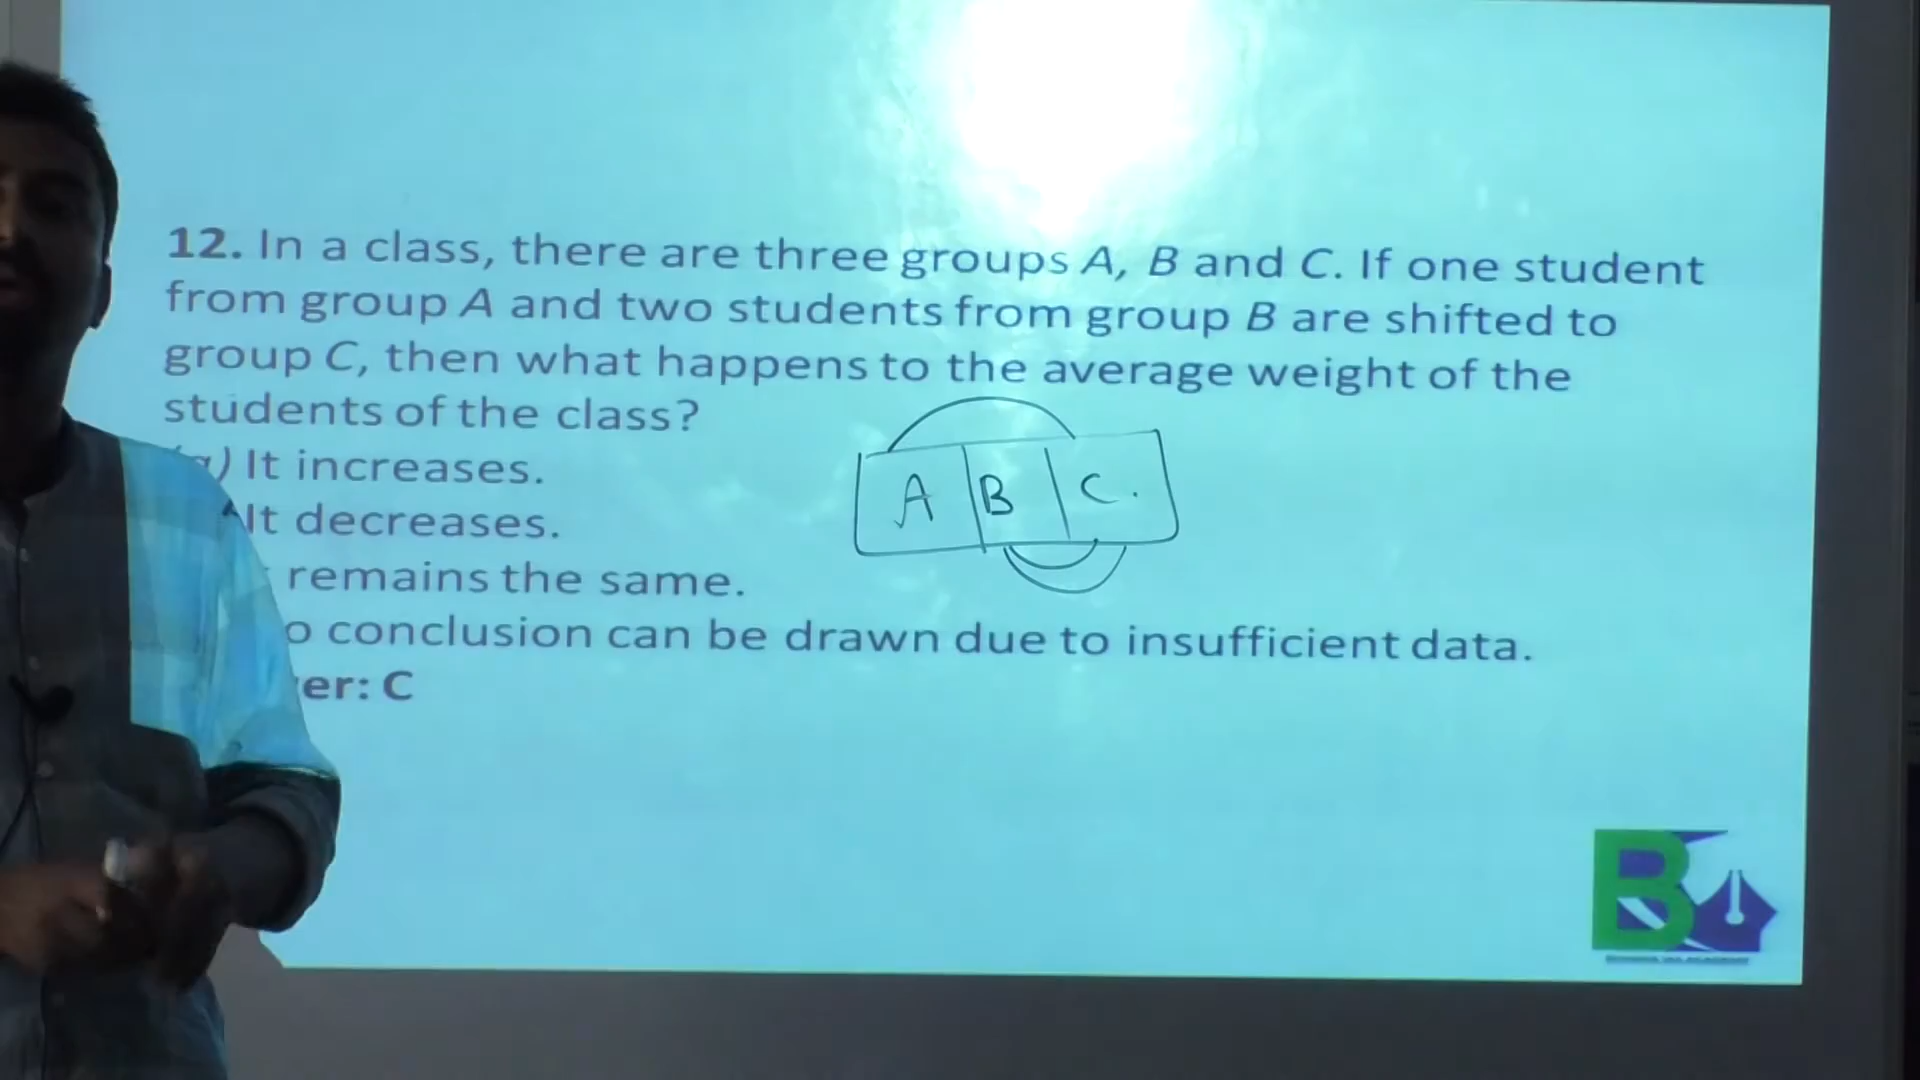 12. In a class, there are three groups A, B and C. If one student
from group A and two students from group B are shifted to
group C, then what happens to the average weight of the
students of the class?
) It increases.
It decreases.
remains the same.
o conclusion can be drawn due to insufficient data.
er: C
A B C.
B